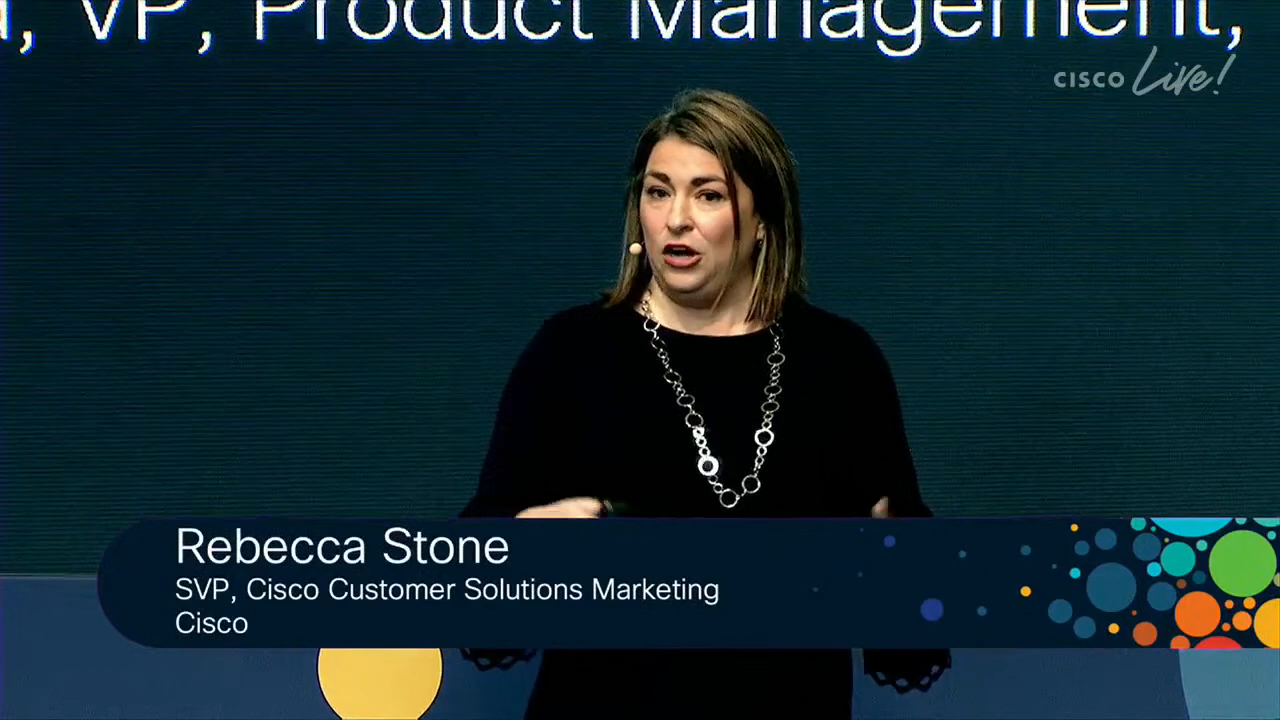 , VP, Product Management,
CISCO Live!
Rebecca Stone
SVP, Cisco Customer Solutions Marketing
Cisco